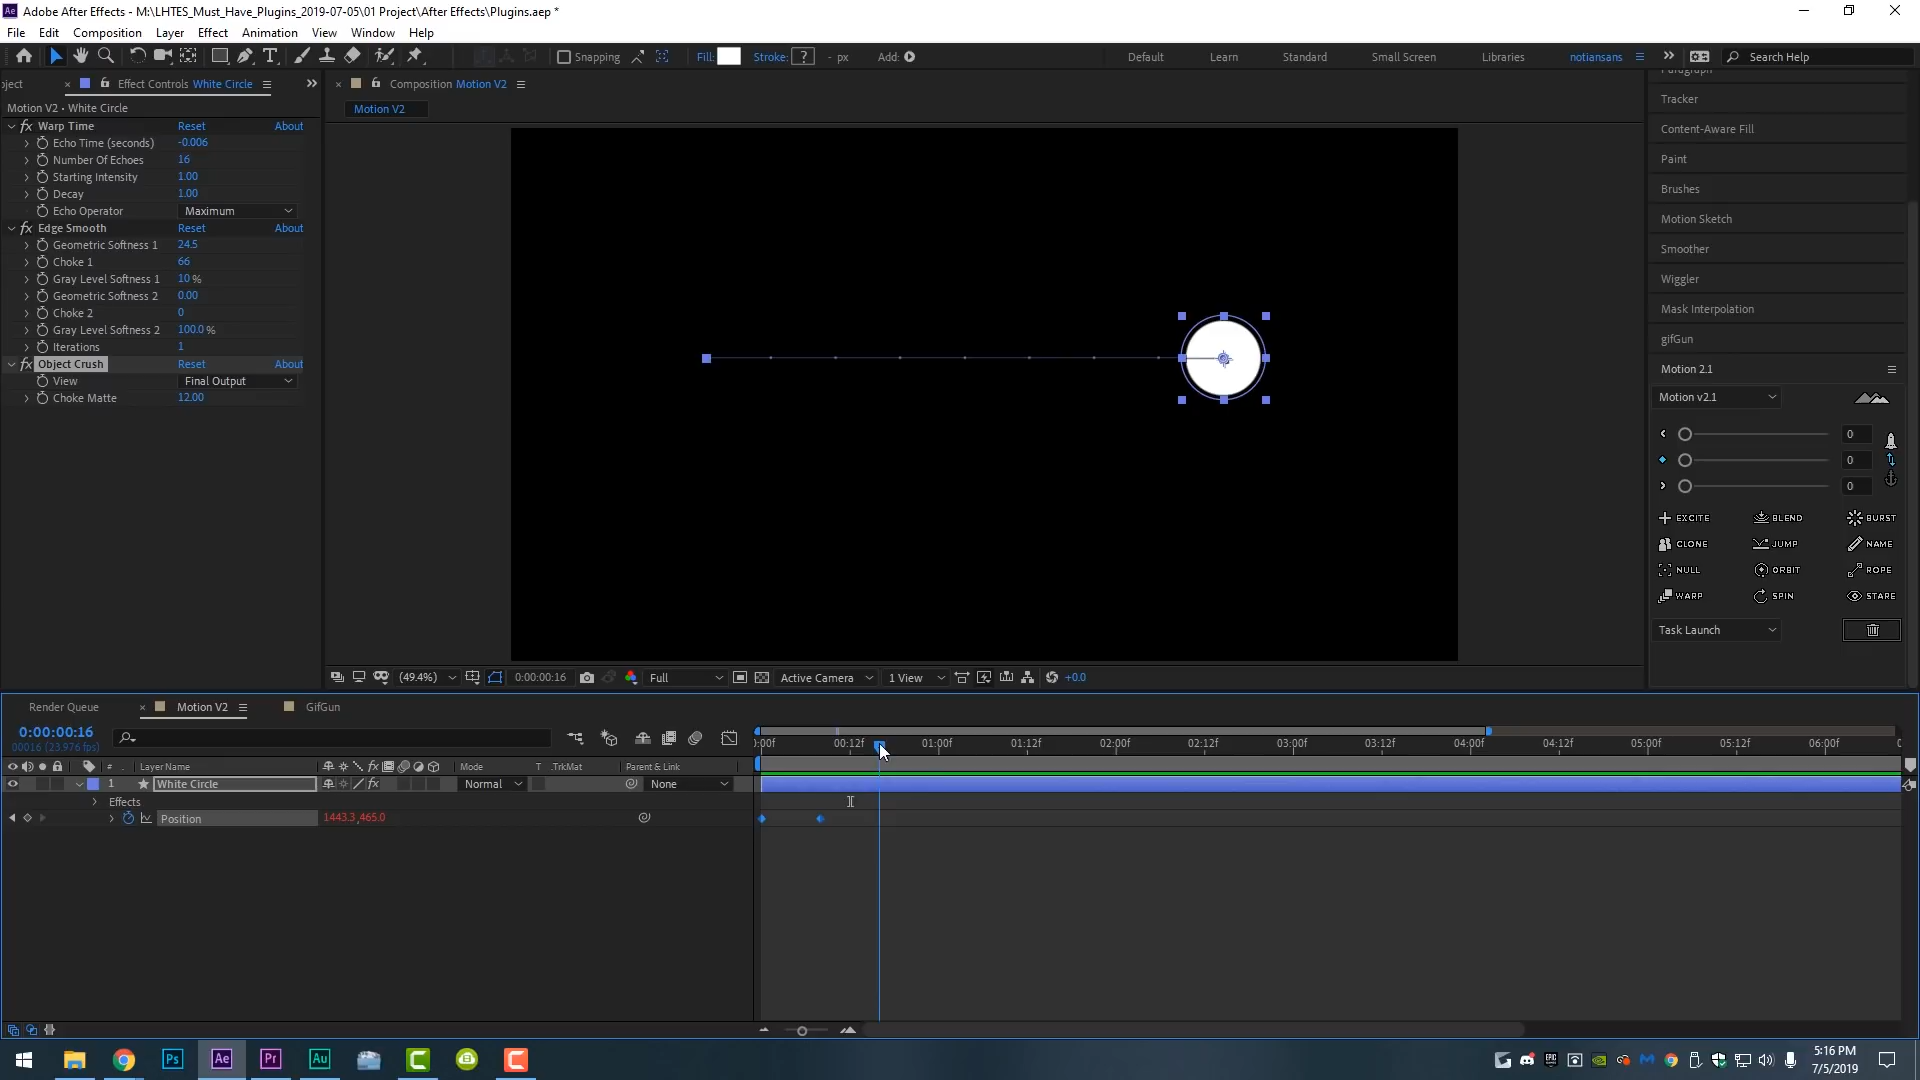 Ae Adobe After Effects - M:\LHTES_Must_Have_Plugins_2019-07-05\01 Project\After Effects\Plugins.aep *
File Edit Composition Layer Effect Animation View Window Help
Snapping Fill: Stroke: ? - px Add: Default Learn Standard Small Screen Libraries notiansans Search Help
oject Effect Controls White Circle
Composition Motion V2
Motion V2 • White Circle
Motion V2
Warp Time Reset About
Echo Time (seconds) -0.006
Number Of Echoes 16
Starting Intensity 1.00
Decay 1.00
Echo Operator Maximum
Edge Smooth Reset About
Geometric Softness 1 24.5
Choke 1 66
Gray Level Softness 1 10 %
Geometric Softness 2 0.00
Choke 2 0
Gray Level Softness 2 100.0 %
Iterations 1
Object Crush Reset About
View Final Output
Choke Matte 12.00
Paragraph
Tracker
Content-Aware Fill
Paint
Brushes
Motion Sketch
Smoother
Wiggler
Mask Interpolation
gifGun
Motion 2.1
Motion v2.1
0
0
0
EXCITE BLEND BURST
CLONE JUMP NAME
NULL ORBIT ROPE
WARP SPIN STARE
Task Launch
(49.4%) 0:00:00:16 Full Active Camera 1 View +0.0
Render Queue Motion V2 GifGun
0:00:00:16
00016 (23.976 fps)
:00f 00:12f 01:00f 01:12f 02:00f 02:12f 03:00f 03:12f 04:00f 04:12f 05:00f 05:12f 06:00f
# Layer Name Mode T .TrkMat Parent & Link
1 White Circle Normal None
Effects
Position 1443.3,465.0
Ps Ae Pr Au
EPIC
5:16 PM
7/5/2019